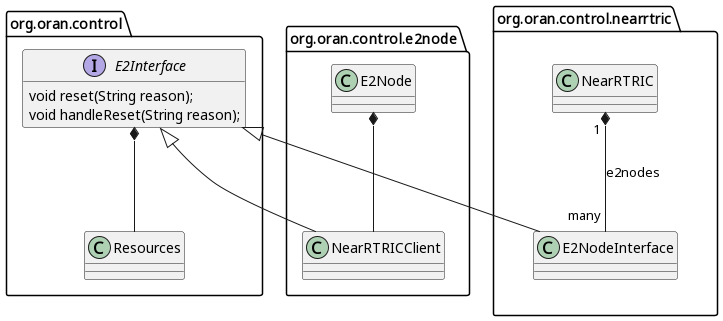 org.oran.control
I E2Interface
void reset(String reason);
void handleReset(String reason);
C Resources
org.oran.control.e2node
C E2Node
C NearRTRICClient
org.oran.control.nearrtric
C NearRTRIC
1
e2nodes
many
C E2NodeInterface